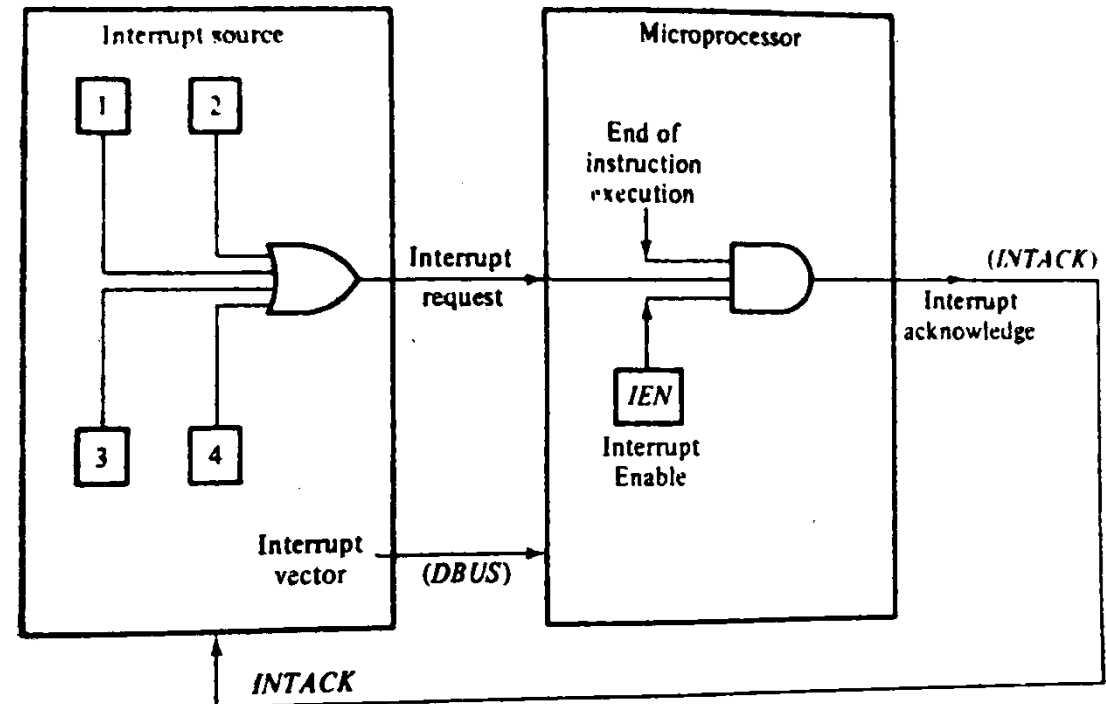 Interrupt source
1
2
3
4
Interrupt
request
Interrupt
vector
(DBUS)
INTACK
Microprocessor
End of
instruction
execution
IEN
Interrupt
Enable
(INTACK)
Interrupt
acknowledge